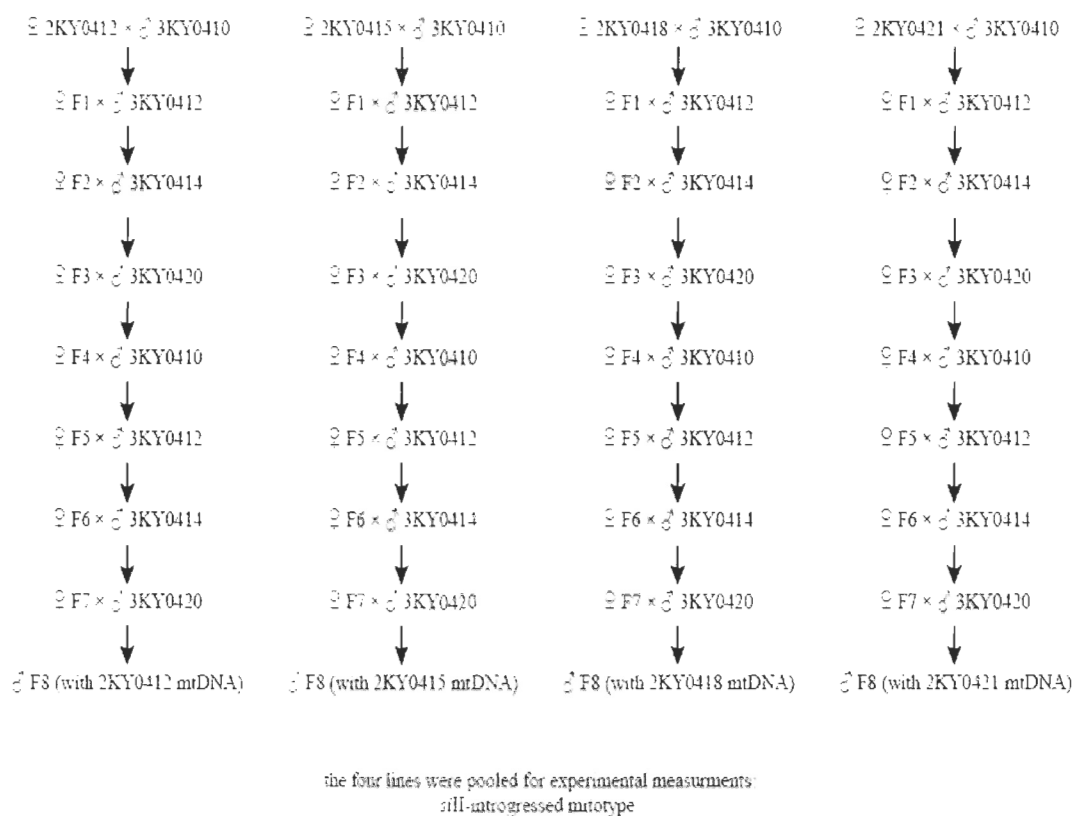 ♀ 2KY0412 × ♂ 3KY0410 ♀ 2KY0415 × ♂ 3KY0410 ♀ 2KY0418 × ♂ 3KY0410 ♀ 2KY0421 × ♂ 3KY0410
♀ F1 × ♂ 3KY0412 ♀ F1 × ♂ 3KY0412 ♀ F1 × ♂ 3KY0412 ♀ F1 × ♂ 3KY0412
♀ F2 × ♂ 3KY0414 ♀ F2 × ♂ 3KY0414 ♀ F2 × ♂ 3KY0414 ♀ F2 × ♂ 3KY0414
♀ F3 × ♂ 3KY0420 ♀ F3 × ♂ 3KY0420 ♀ F3 × ♂ 3KY0420 ♀ F3 × ♂ 3KY0420
♀ F4 × ♂ 3KY0410 ♀ F4 × ♂ 3KY0410 ♀ F4 × ♂ 3KY0410 ♀ F4 × ♂ 3KY0410
♀ F5 × ♂ 3KY0412 ♀ F5 × ♂ 3KY0412 ♀ F5 × ♂ 3KY0412 ♀ F5 × ♂ 3KY0412
♀ F6 × ♂ 3KY0414 ♀ F6 × ♂ 3KY0414 ♀ F6 × ♂ 3KY0414 ♀ F6 × ♂ 3KY0414
♀ F7 × ♂ 3KY0420 ♀ F7 × ♂ 3KY0420 ♀ F7 × ♂ 3KY0420 ♀ F7 × ♂ 3KY0420
♂ F8 (with 2KY0412 mtDNA) ♂ F8 (with 2KY0415 mtDNA) ♂ F8 (with 2KY0418 mtDNA) ♂ F8 (with 2KY0421 mtDNA)
the four lines were pooled for experimental measurments:
siII-introgressed mitotype